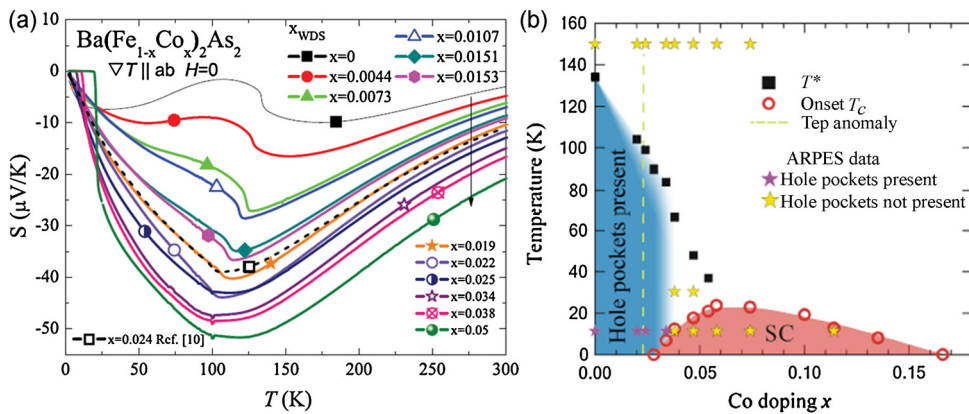 (a)
Ba(Fe1-xCox)2As2
∇T || ab H=0
xWDS
x=0
x=0.0044
x=0.0073
x=0.0107
x=0.0151
x=0.0153
x=0.019
x=0.022
x=0.025
x=0.034
x=0.038
x=0.05
x=0.024 Ref. [10]
S (μV/K)
10
0
-10
-20
-30
-40
-50
0 50 100 150 200 250 300
T (K)
(b)
Temperature (K)
160
140
120
100
80
60
40
20
0
T*
Onset TC
Tep anomaly
ARPES data
Hole pockets present
Hole pockets not present
Hole pockets present
SC
0.00 0.05 0.10 0.15
Co doping x